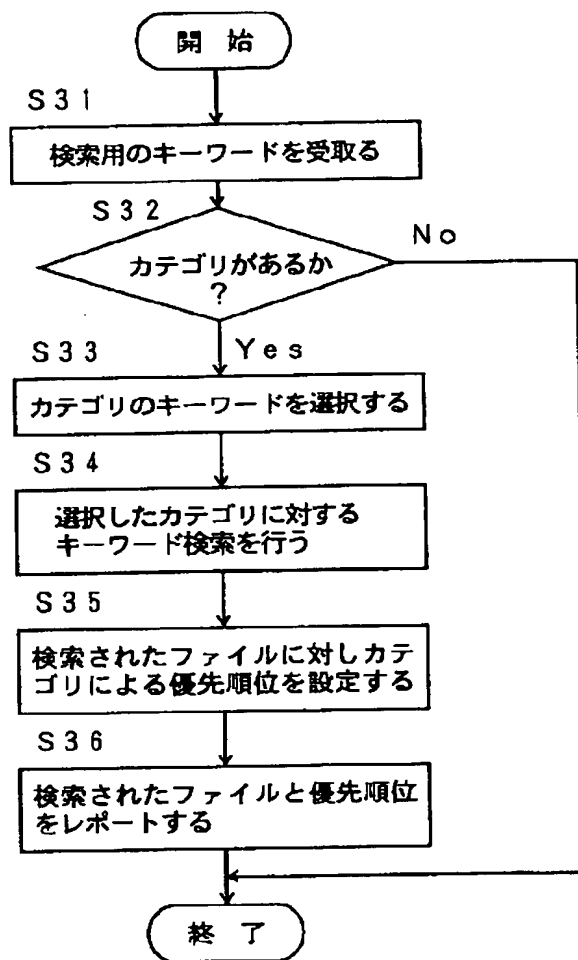 開始
S31
検索用のキーワードを受取る
S32
カテゴリがあるか
?
No
Yes
S33
カテゴリのキーワードを選択する
S34
選択したカテゴリに対する
キーワード検索を行う
S35
検索されたファイルに対しカテ
ゴリによる優先順位を設定する
S36
検索されたファイルと優先順位
をレポートする
終了